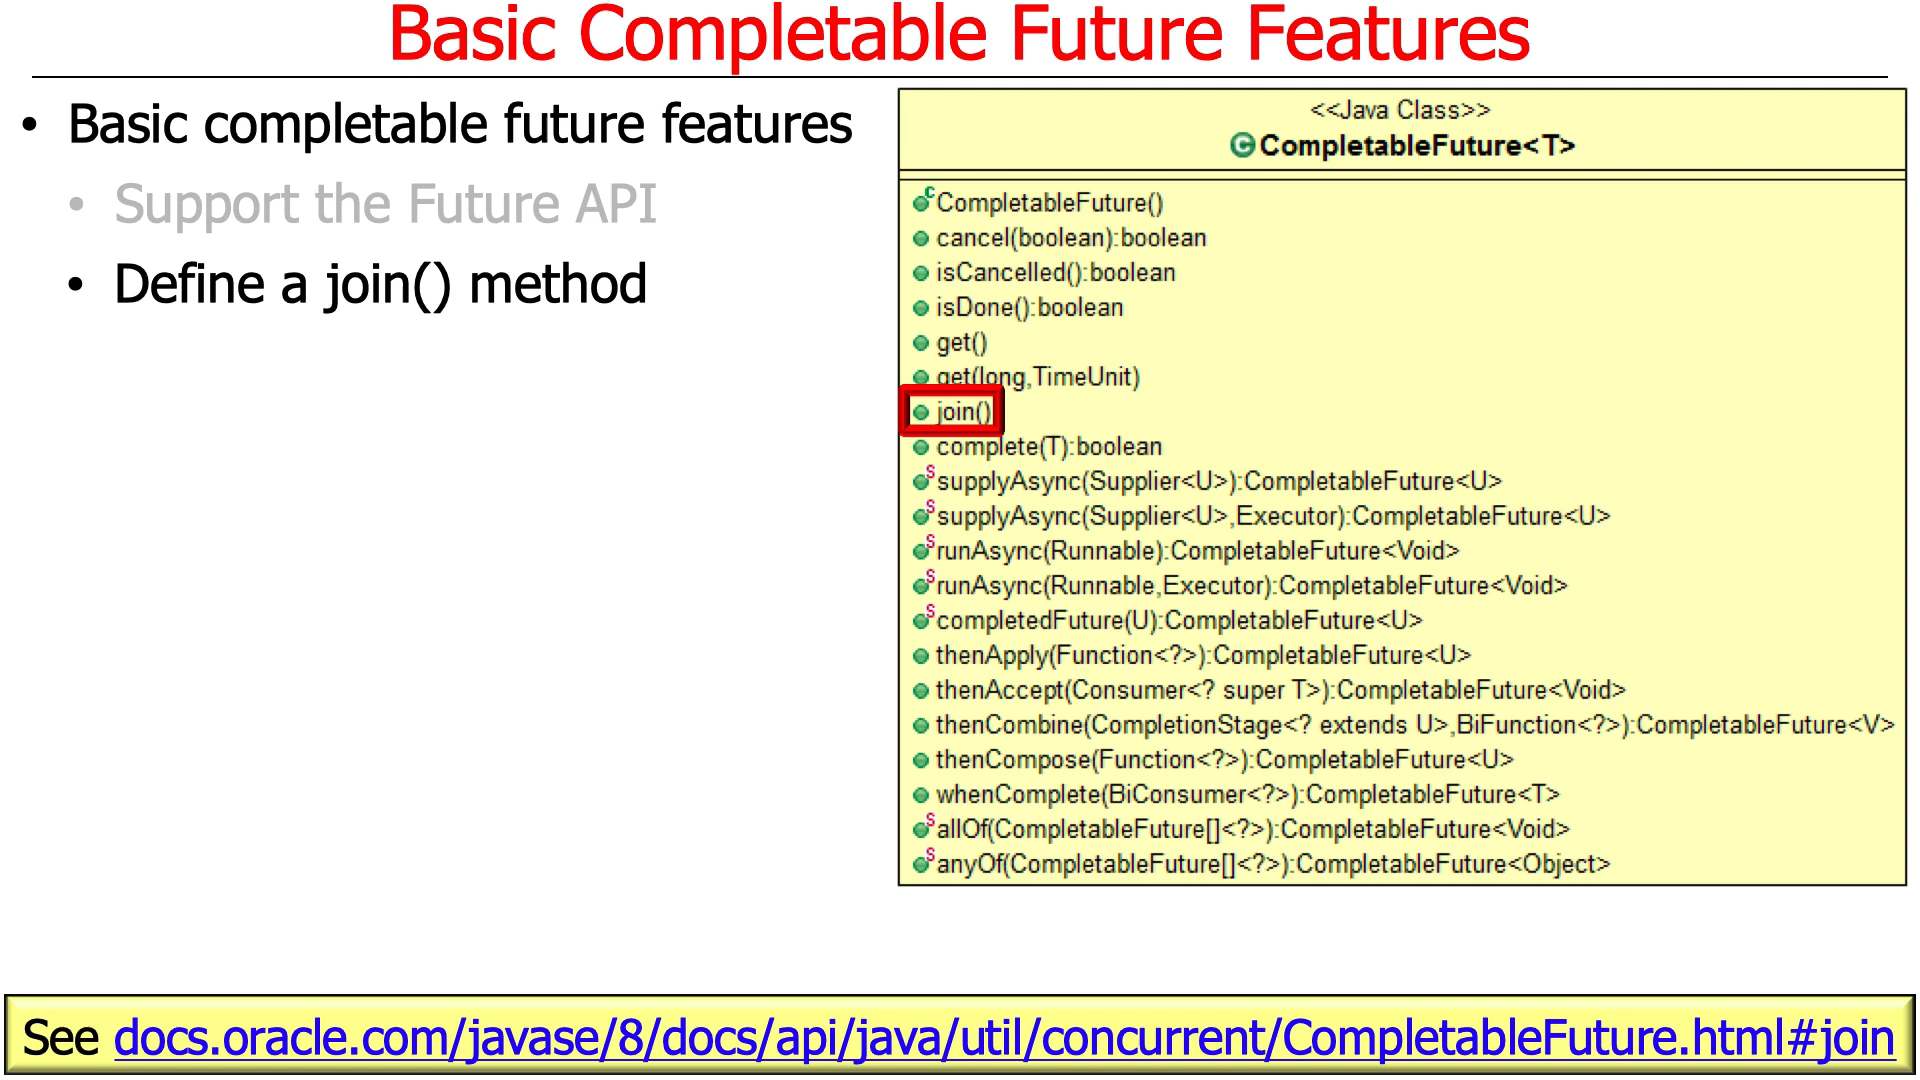 Basic Completable Future Features
• Basic completable future features
• Support the Future API
• Define a join() method
<<Java Class>>
CompletableFuture<T>
CompletableFuture()
cancel(boolean):boolean
isCancelled():boolean
isDone():boolean
get()
get(long,TimeUnit)
join()
complete(T):boolean
supplyAsync(Supplier<U>):CompletableFuture<U>
supplyAsync(Supplier<U>,Executor):CompletableFuture<U>
runAsync(Runnable):CompletableFuture<Void>
runAsync(Runnable,Executor):CompletableFuture<Void>
completedFuture(U):CompletableFuture<U>
thenApply(Function<?>):CompletableFuture<U>
thenAccept(Consumer<? super T>):CompletableFuture<Void>
thenCombine(CompletionStage<? extends U>,BiFunction<?>):CompletableFuture<V>
thenCompose(Function<?>):CompletableFuture<U>
whenComplete(BiConsumer<?>):CompletableFuture<T>
allOf(CompletableFuture[]<?>):CompletableFuture<Void>
anyOf(CompletableFuture[]<?>):CompletableFuture<Object>
See docs.oracle.com/javase/8/docs/api/java/util/concurrent/CompletableFuture.html#join